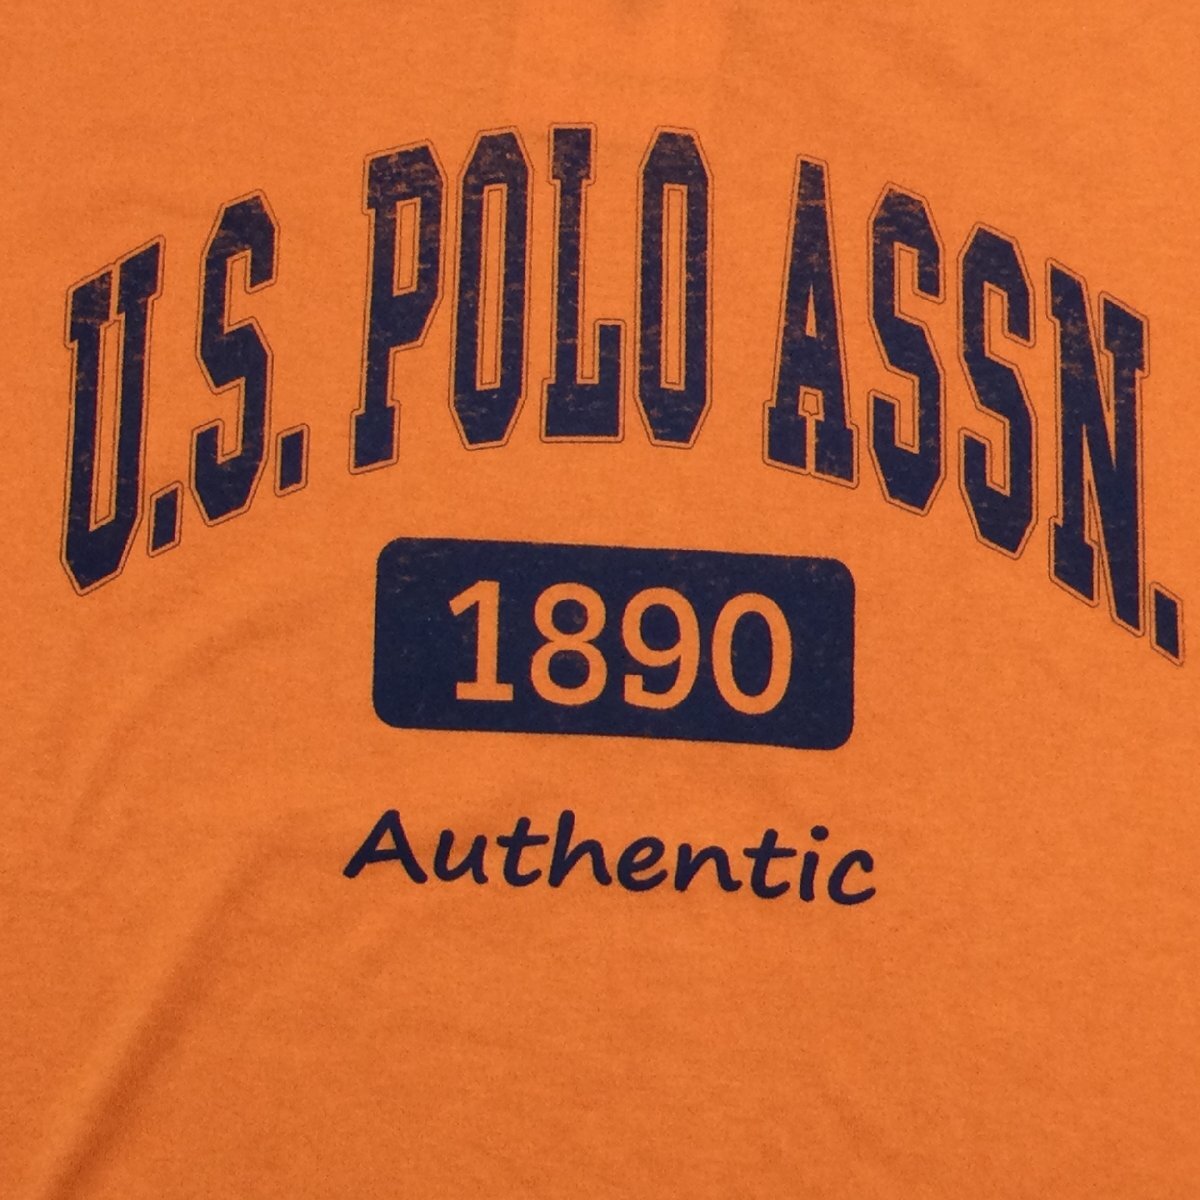 U.S. POLO ASSN.
1890
Authentic